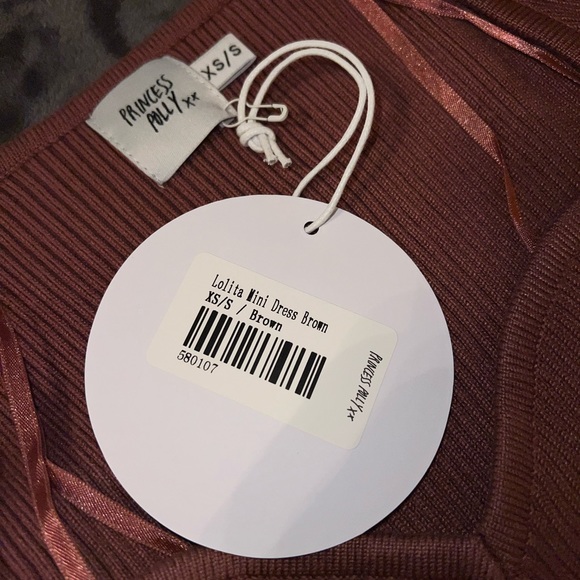 PRINCESS
POLLY xx
XS/S
Lolita Mini Dress Brown
XS/S / Brown
580107
PRINCESS POLLY xx